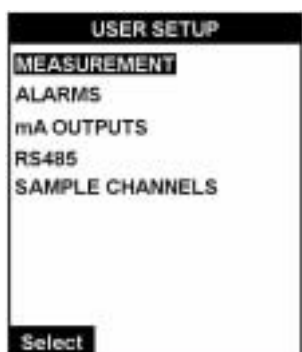 USER SETUP
MEASUREMENT
ALARMS
mA OUTPUTS
RS485
SAMPLE CHANNELS
Select